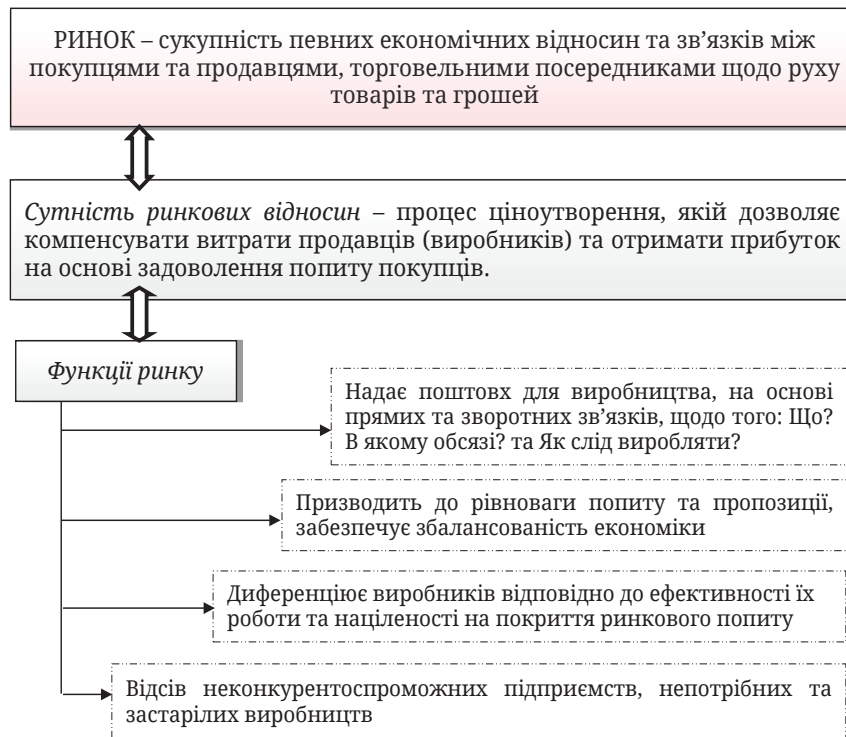 РИНОК – сукупність певних економічних відносин та зв’язків між
покупцями та продавцями, торговельними посередниками щодо руху
товарів та грошей
Сутність ринкових відносин – процес ціноутворення, якій дозволяє
компенсувати витрати продавців (виробників) та отримати прибуток
на основі задоволення попиту покупців.
Функції ринку
Надає поштовх для виробництва, на основі
прямих та зворотних зв’язків, щодо того: Що?
В якому обсязі? та Як слід виробляти?
Призводить до рівноваги попиту та пропозиції,
забезпечує збалансованість економіки
Диференціює виробників відповідно до ефективності їх
роботи та націленості на покриття ринкового попиту
Відсів неконкурентоспроможних підприємств, непотрібних та
застарілих виробництв